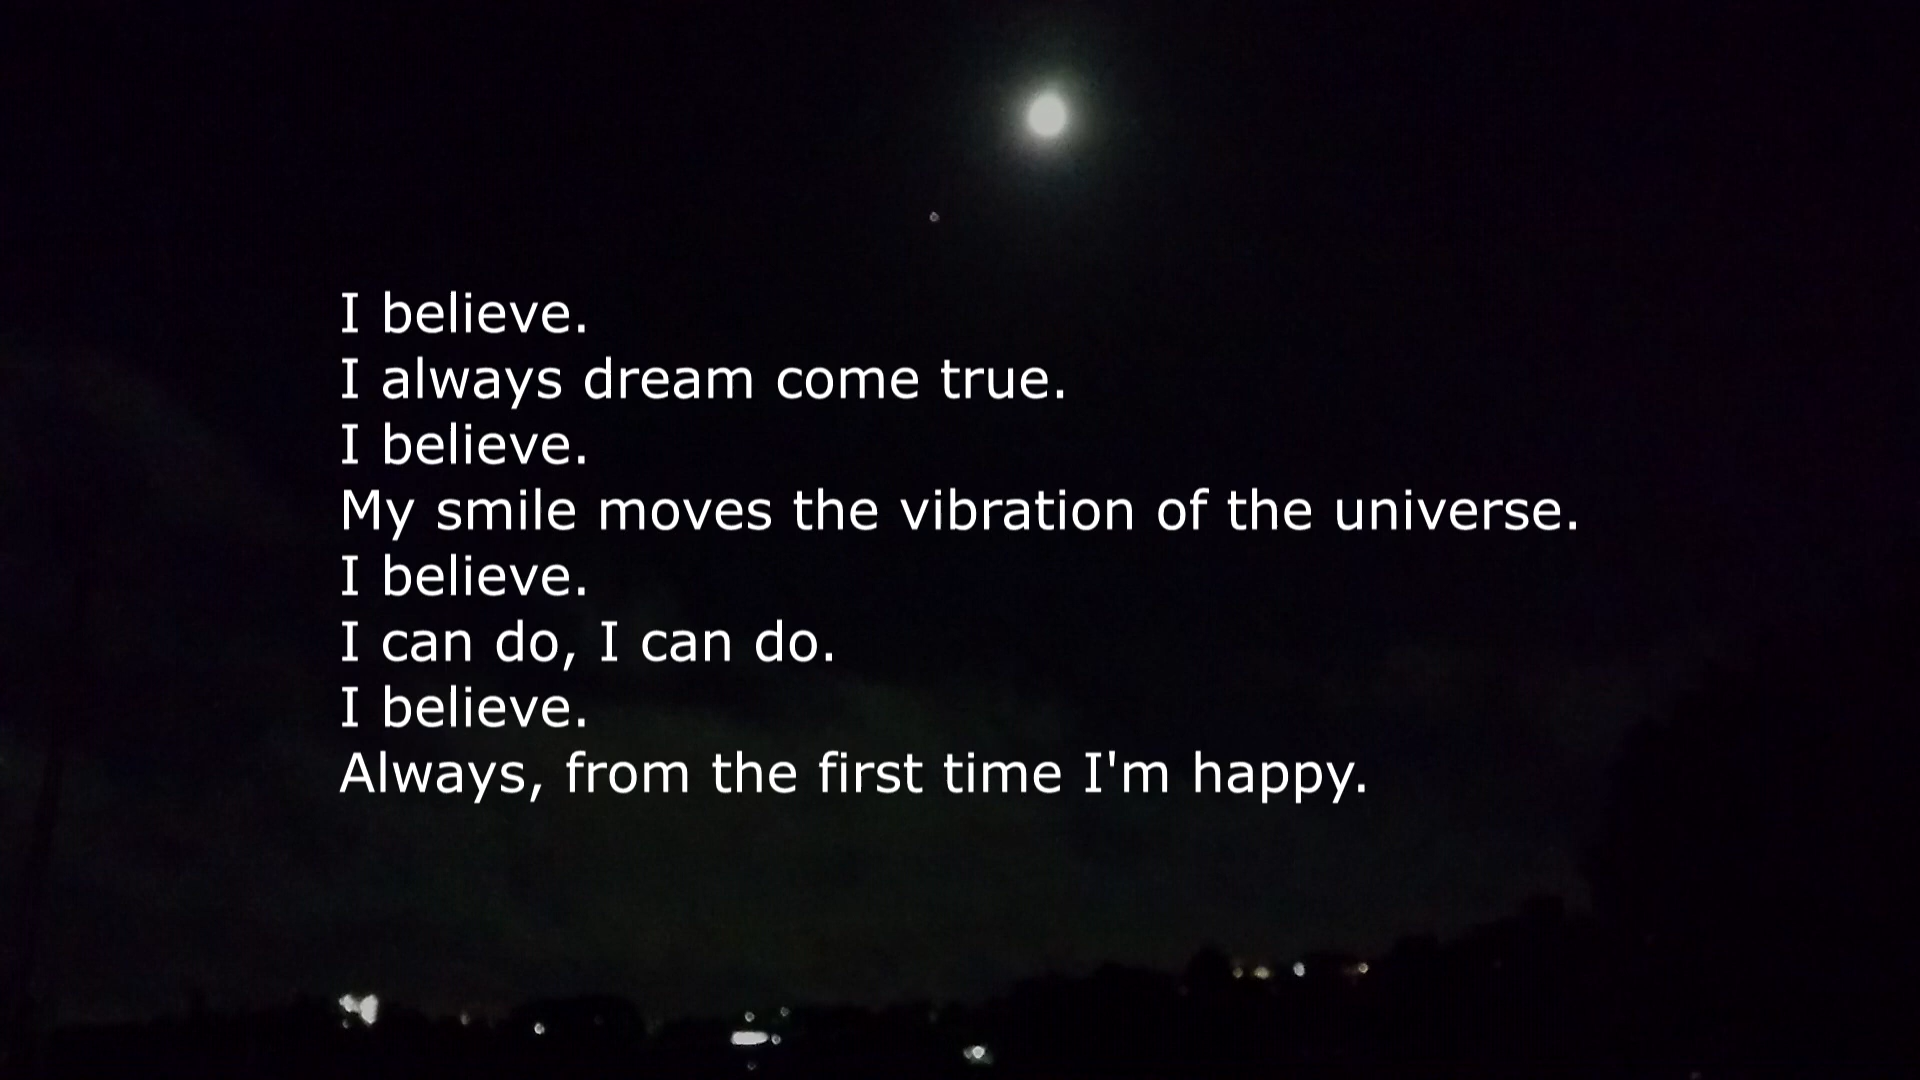 I believe.
I always dream come true.
I believe.
My smile moves the vibration of the universe.
I believe.
I can do, I can do.
I believe.
Always, from the first time I'm happy.